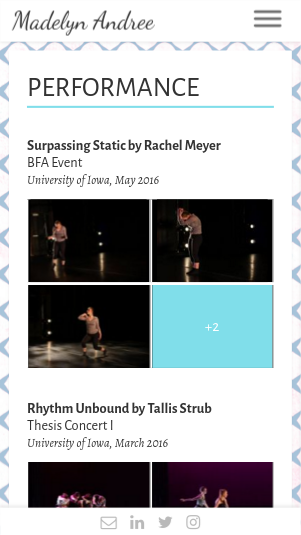 Madelyn Andree
PERFORMANCE
Surpassing Static by Rachel Meyer
BFA Event
University of Iowa, May 2016
+2
Rhythm Unbound by Tallis Strub
Thesis Concert I
University of Iowa, March 2016